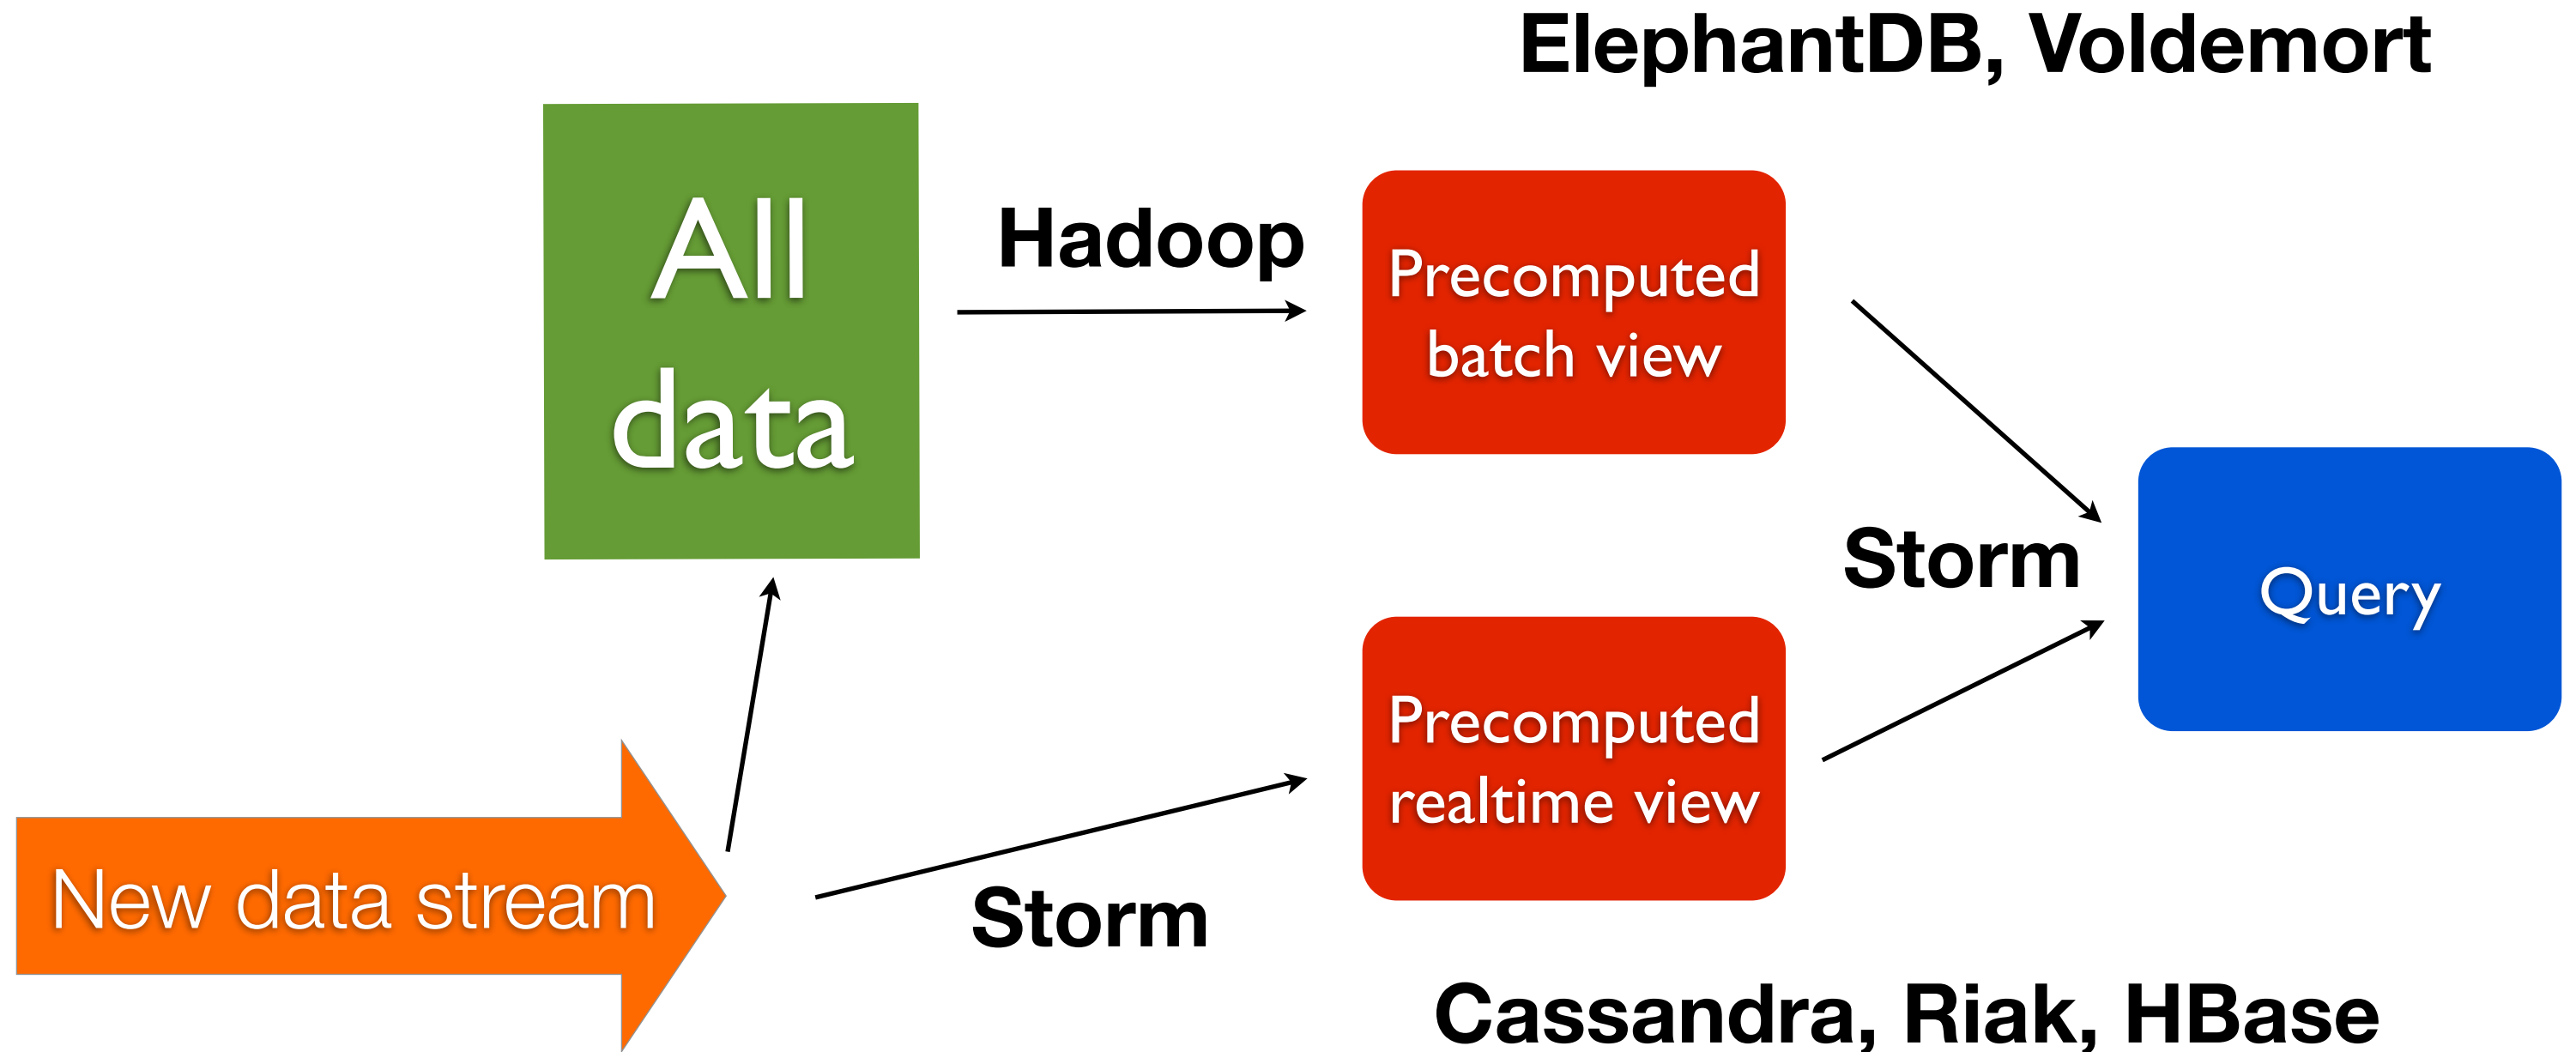 ElephantDB, Voldemort
All
data
Hadoop
Precomputed
batch view
Storm
Query
Precomputed
realtime view
New data stream
Storm
Cassandra, Riak, HBase